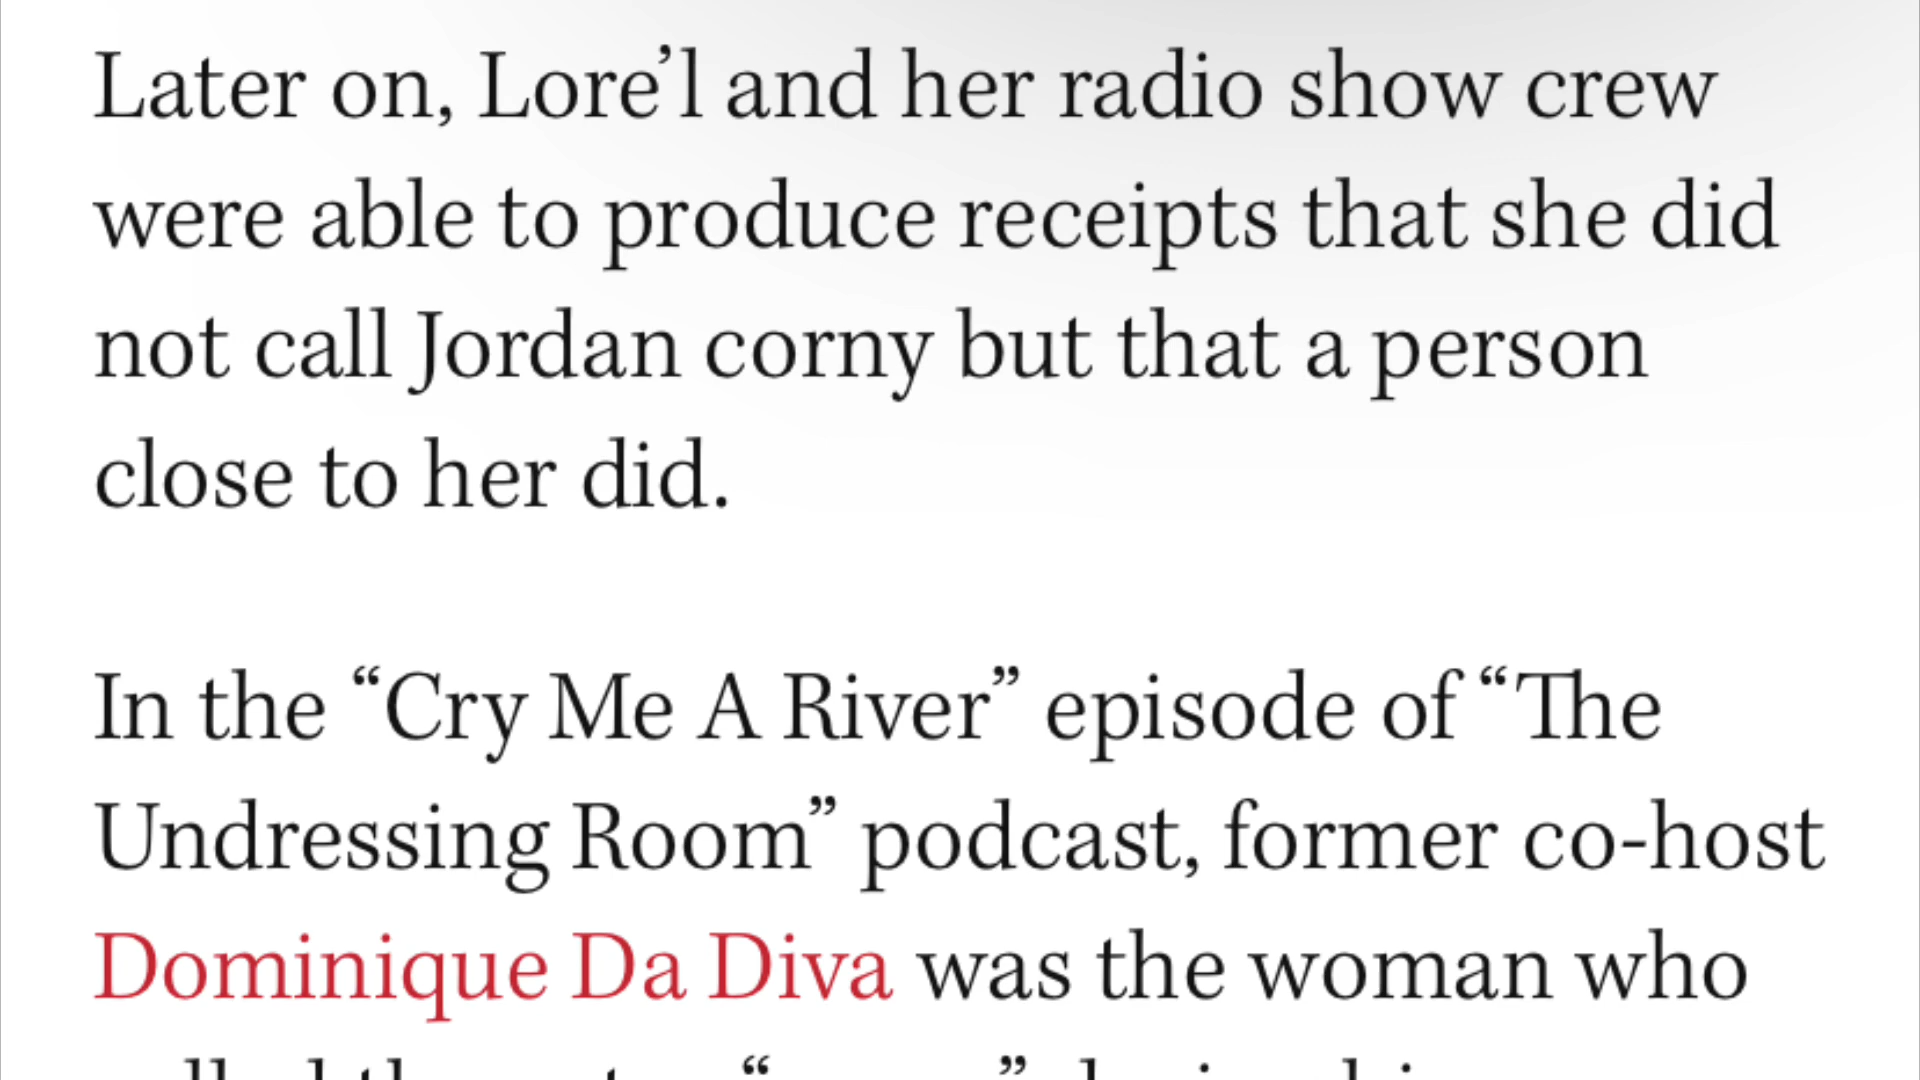 Later on, Lore’l and her radio show crew
were able to produce receipts that she did
not call Jordan corny but that a person
close to her did.
In the “Cry Me A River” episode of “The
Undressing Room” podcast, former co-host
Dominique Da Diva was the woman who